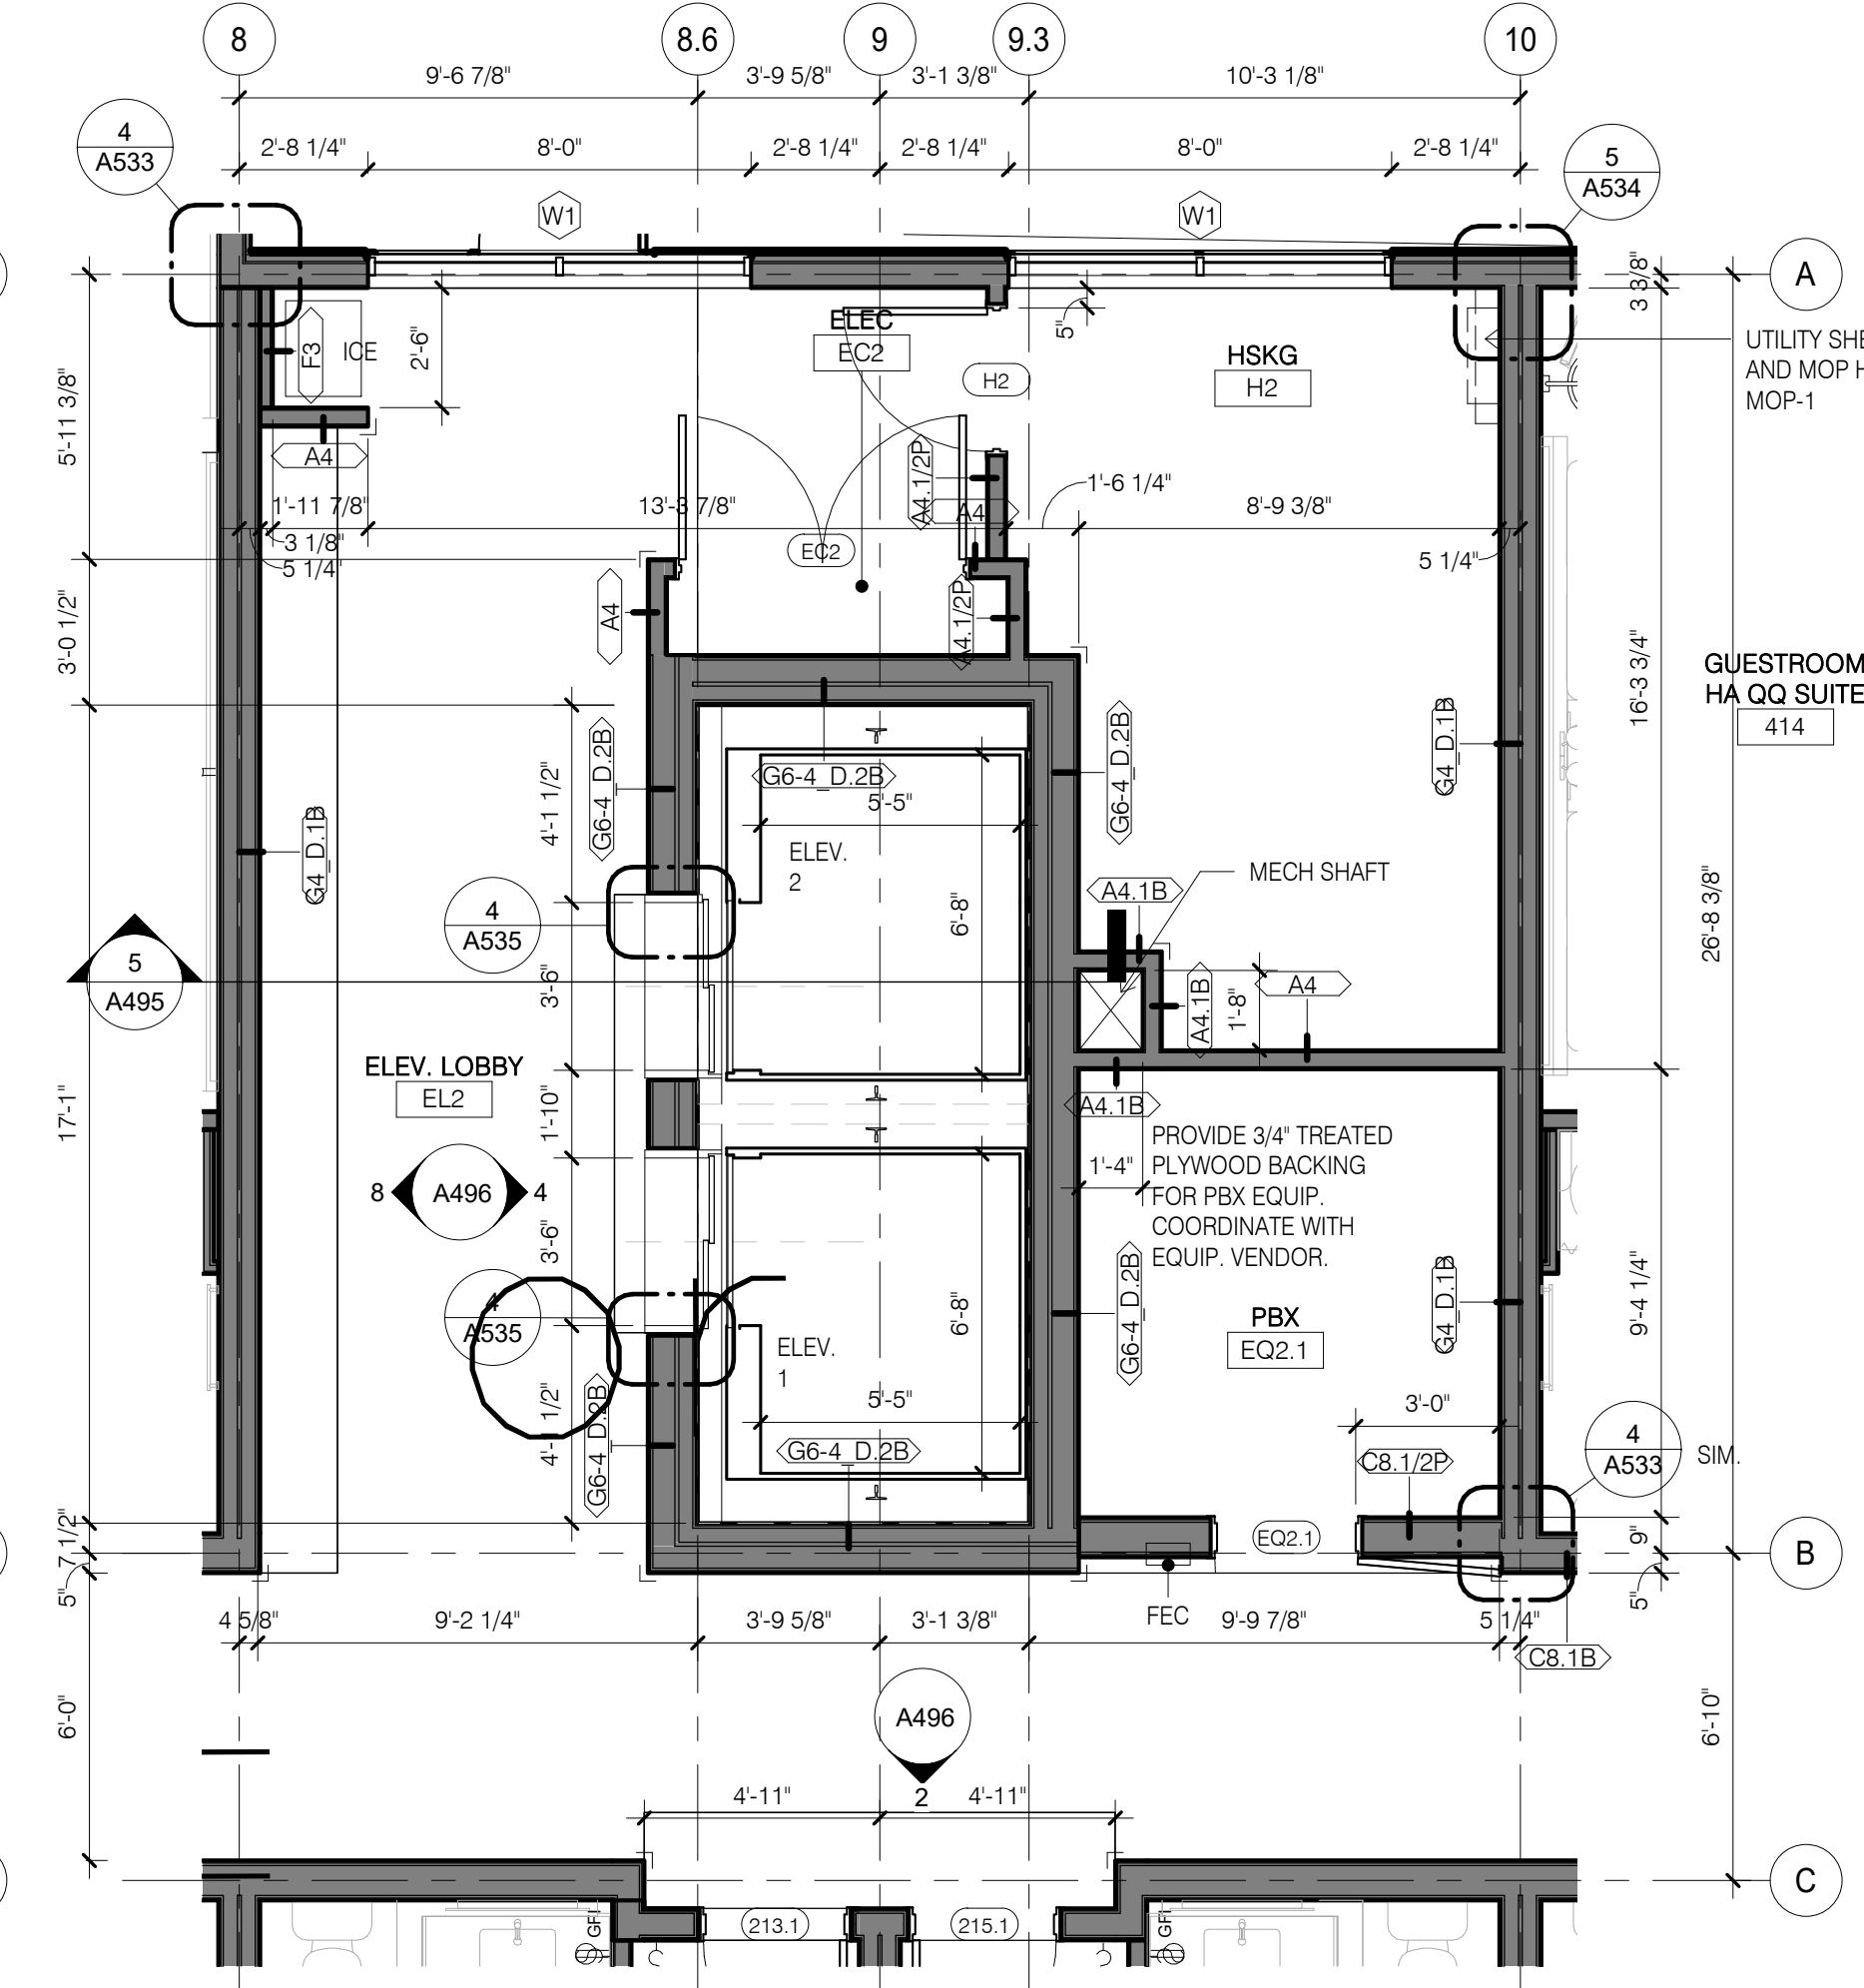 8
8.6
9
9.3
10
9'-6 7/8"
3'-9 5/8"
3'-1 3/8"
10'-3 1/8"
4
A533
2'-8 1/4"
8'-0"
2'-8 1/4"
2'-8 1/4"
8'-0"
2'-8 1/4"
5
A534
W1
W1
A
3 3/8"
F3
ICE
2'-6"
ELEC
EC2
5"
H2
HSKG
H2
UTILITY SHE
AND MOP H
MOP-1
5'-11 3/8"
A4
A4.1/2P
A4
1'-11 7/8"
13'-3 7/8"
1'-6 1/4"
8'-9 3/8"
3 1/8"
5 1/4"
EC2
5 1/4"
3'-0 1/2"
A4
A4.1/2P
16'-3 3/4"
GUESTROOM
HA QQ SUITE
414
4'-1 1/2"
G6-4_D.2B
G6-4_D.2B
5'-5"
G6-4_D.2B
G4_D.1B
G4_D.1B
ELEV.
2
MECH SHAFT
A4.1B
4
A535
6'-8"
26'-8 3/8"
5
A495
3'-6"
A4.1B
1'-8"
A4
ELEV. LOBBY
EL2
17'-1"
1'-10"
A4.1B
PROVIDE 3/4" TREATED
PLYWOOD BACKING
FOR PBX EQUIP.
COORDINATE WITH
EQUIP. VENDOR.
1'-4"
8
A496
4
3'-6"
4
A535
6'-8"
G6-4_D.2B
G4_D.1B
9'-4 1/4"
PBX
EQ2.1
ELEV.
1
5'-5"
3'-0"
4'-1 1/2"
G6-4_D.2B
G6-4_D.2B
C8.1/2P
4
A533
SIM.
7 1/2"
5"
EQ2.1
9"
B
5"
4 5/8"
9'-2 1/4"
3'-9 5/8"
3'-1 3/8"
FEC
9'-9 7/8"
5 1/4"
C8.1B
6'-0"
A496
2
6'-10"
4'-11"
4'-11"
C
GFI
213.1
215.1
GFI